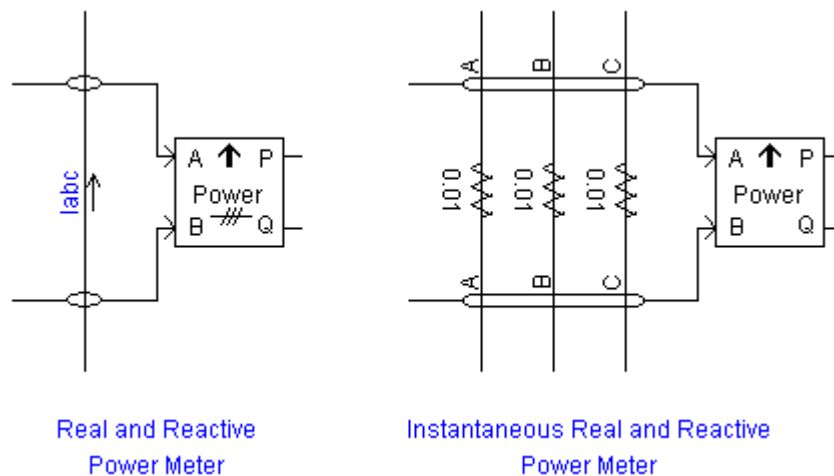 A B C
A P
Iabc
Power
B Q
0.01 0.01 0.01
A P
Power
B Q
A B C
Real and Reactive
Power Meter
Instantaneous Real and Reactive
Power Meter